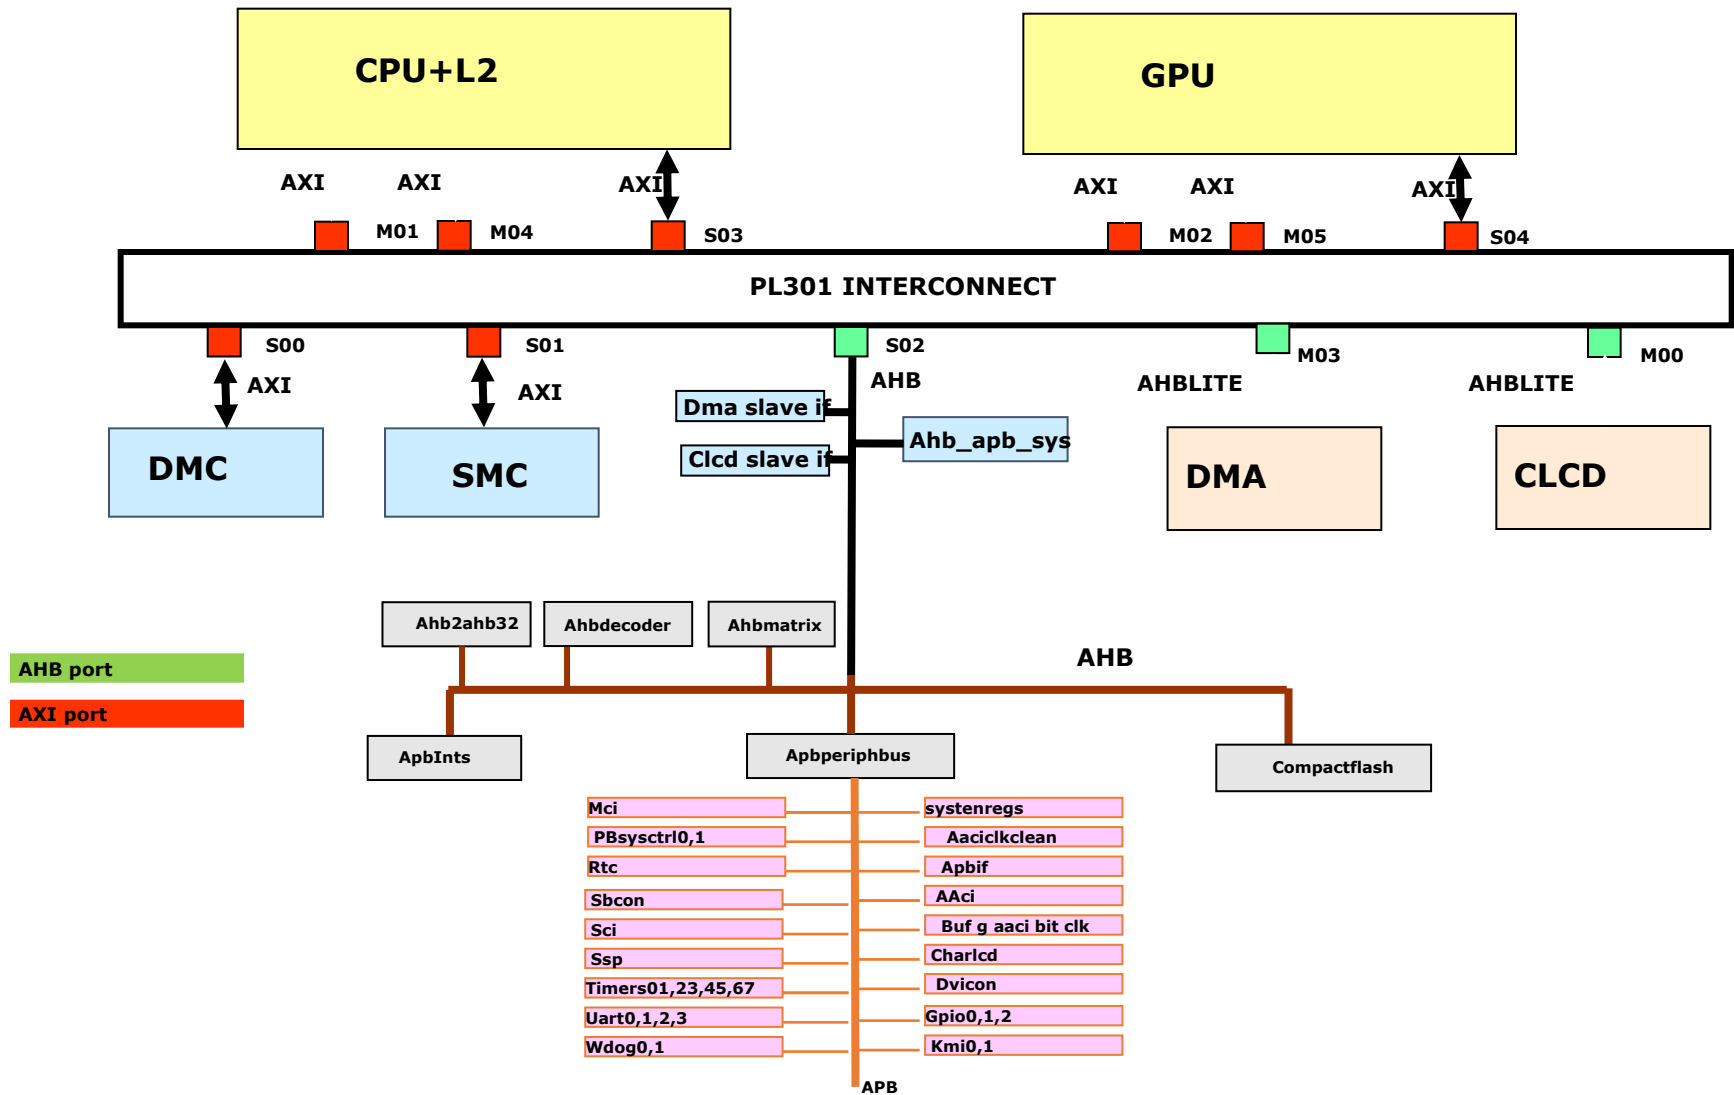 CPU+L2
GPU
AXI
AXI
AXI
AXI
AXI
AXI
M01
M04
S03
M02
M05
S04
PL301 INTERCONNECT
S00
S01
S02
M03
M00
AXI
AXI
AHB
AHBLITE
AHBLITE
Dma slave if
Ahb_apb_sys
Clcd slave if
DMC
SMC
DMA
CLCD
Ahb2ahb32
Ahbdecoder
Ahbmatrix
AHB
AHB port
AXI port
ApbInts
Apbperiphbus
Compactflash
Mci
systenregs
PBsysctrl0,1
Aaciclkclean
Rtc
Apbif
Sbcon
AAci
Sci
Buf g aaci bit clk
Ssp
Charlcd
Timers01,23,45,67
Dvicon
Uart0,1,2,3
Gpio0,1,2
Wdog0,1
Kmi0,1
APB